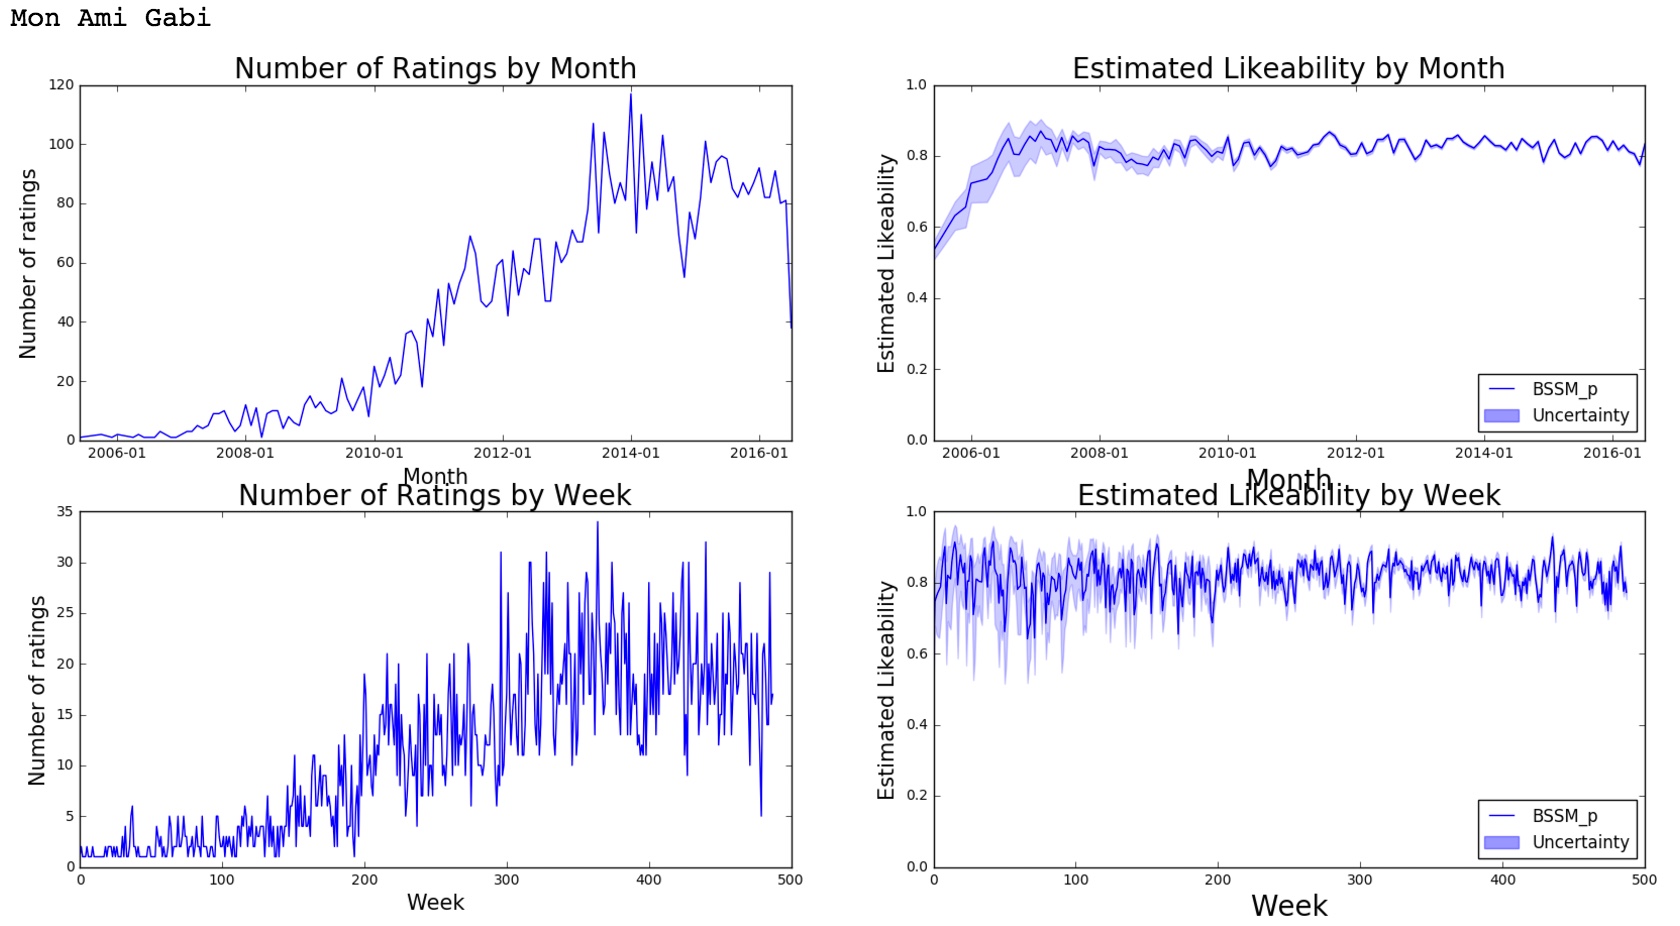 Mon Ami Gabi
Number of Ratings by Month
120
100
80
60
40
20
0
Number of ratings
2006-01 2008-01 2010-01 2012-01 2014-01 2016-01
Month
Estimated Likeability by Month
1.0
0.8
0.6
0.4
0.2
0.0
Estimated Likeability
BSSM_p
Uncertainty
2006-01 2008-01 2010-01 2012-01 2014-01 2016-01
Month
Number of Ratings by Week
35
30
25
20
15
10
5
0
Number of ratings
0 100 200 300 400 500
Week
Estimated Likeability by Week
1.0
0.8
0.6
0.4
0.2
0.0
Estimated Likeability
BSSM_p
Uncertainty
0 100 200 300 400 500
Week